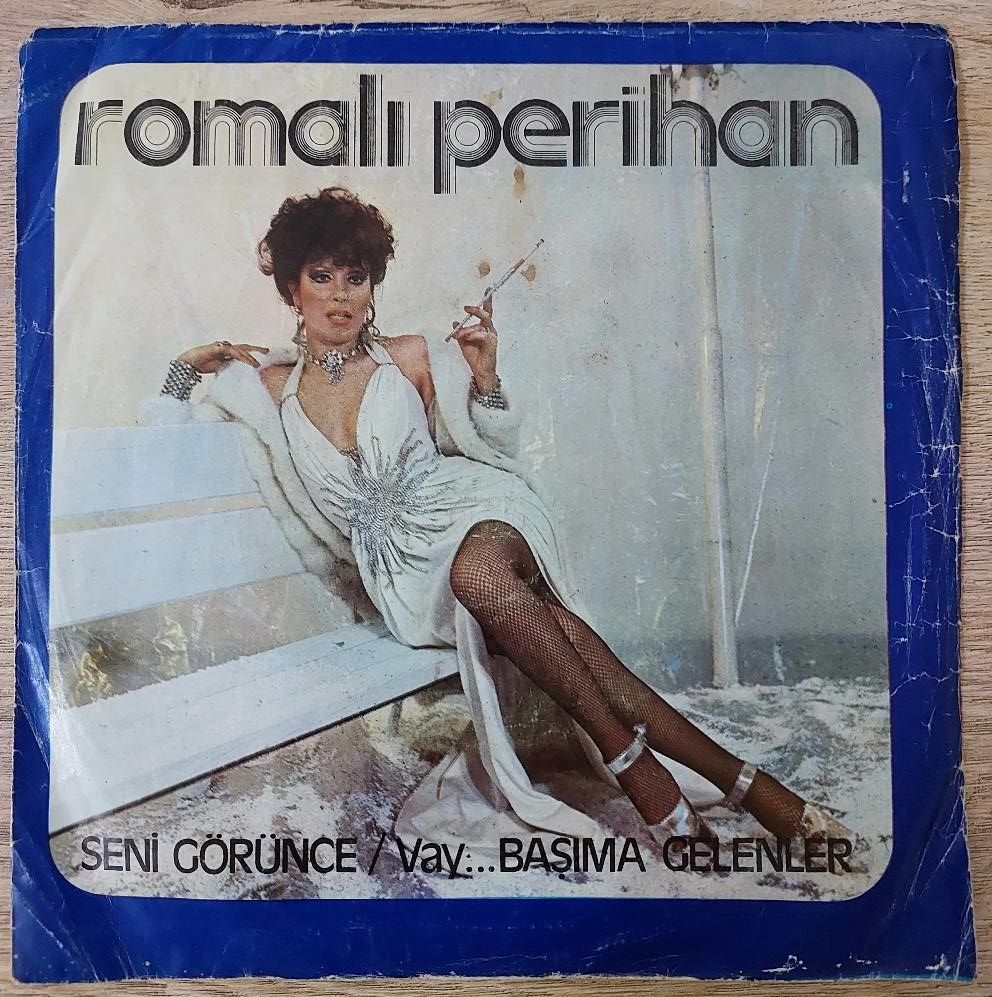 romalı perihan
SENİ GÖRÜNCE / Vay... BAŞIMA GELENLER